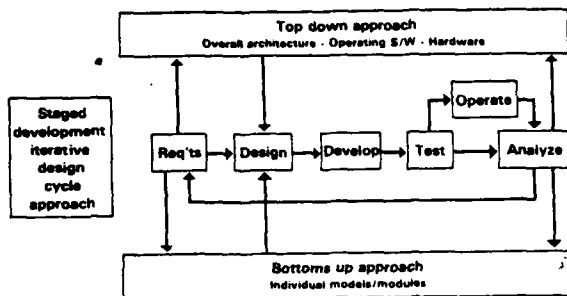 Top down approach
Overall architecture - Operating S/W - Hardware
Staged
development
iterative
design
cycle
approach
Operate
Req'ts
Design
Develop
Test
Analyze
Bottoms up approach
Individual models/modules